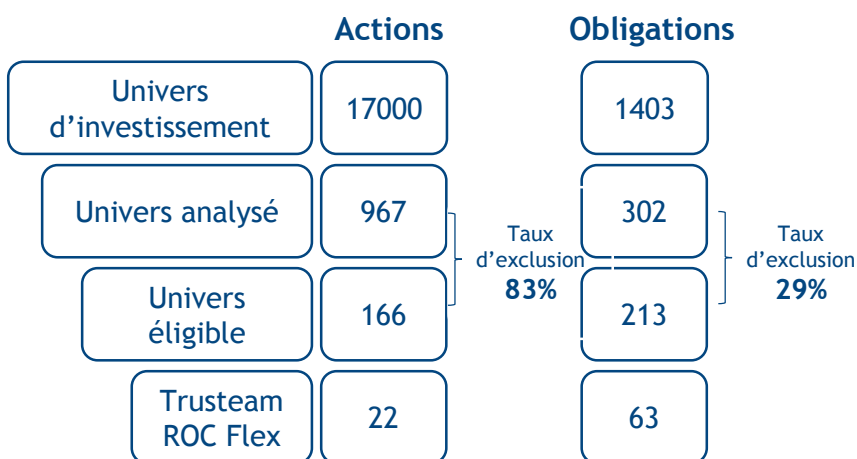 Actions Obligations
Univers
d’investissement
17000
1403
Univers analysé
967
302
Taux
d’exclusion
83%
Taux
d’exclusion
29%
Univers
éligible
166
213
Trusteam
ROC Flex
22
63